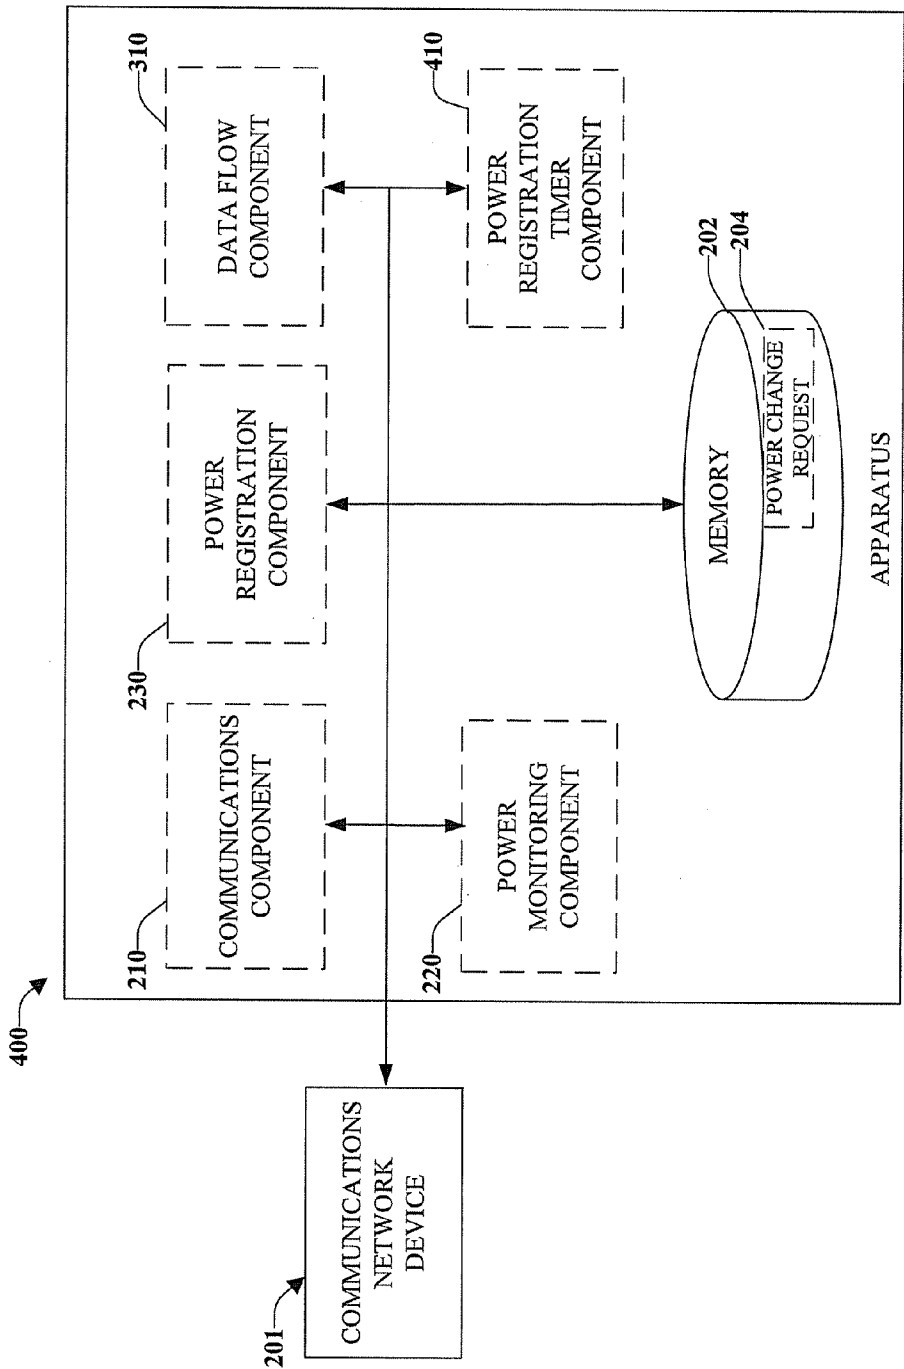 400
201
COMMUNICATIONS
NETWORK
DEVICE
210
COMMUNICATIONS
COMPONENT
230
POWER
REGISTRATION
COMPONENT
310
DATA FLOW
COMPONENT
220
POWER
MONITORING
COMPONENT
410
POWER
REGISTRATION
TIMER
COMPONENT
202
204
MEMORY
POWER CHANGE
REQUEST
APPARATUS